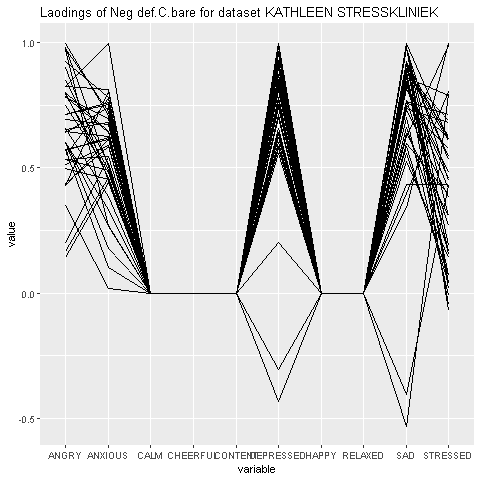 Laodings of Neg def.C.bare for dataset KATHLEEN STRESSKLINIEK
1.0
0.5
0.0
-0.5
value
ANGRY ANXIOUS CALM CHEERFUL CONTENT DEPRESSED HAPPY RELAXED SAD STRESSED
variable